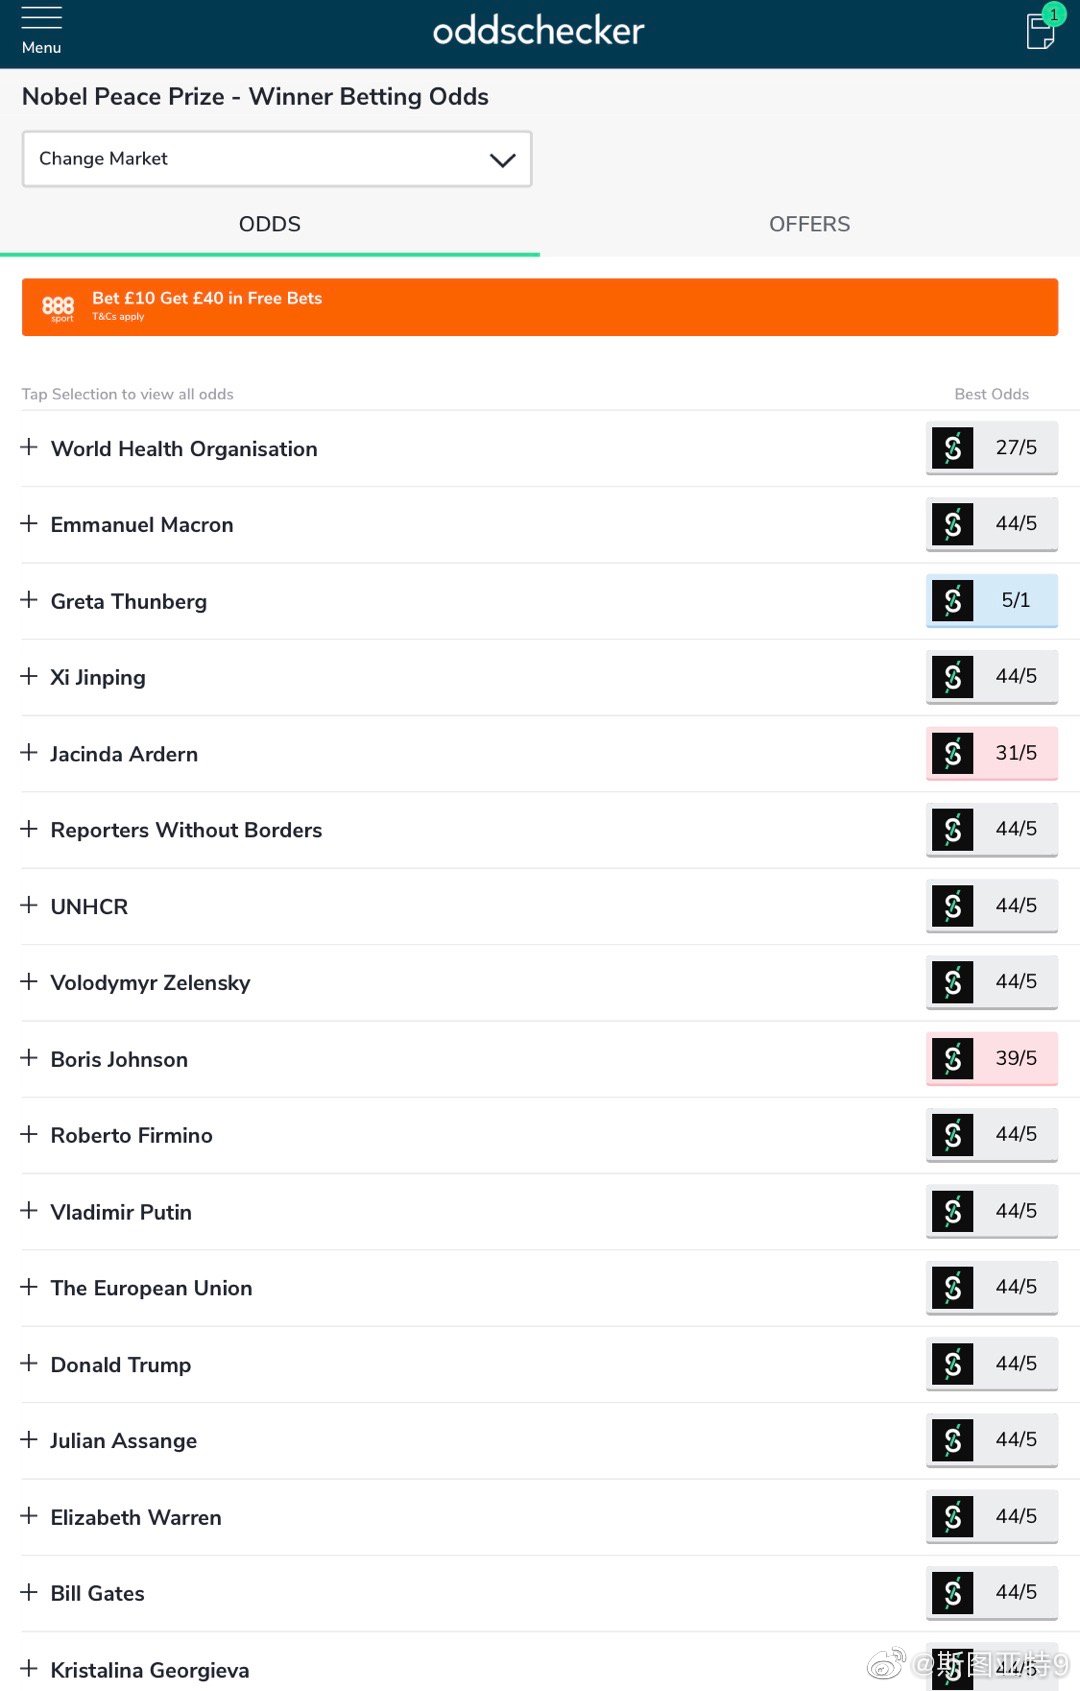 oddschecker
1
Menu
Nobel Peace Prize - Winner Betting Odds
Change Market
ODDS
OFFERS
888
sport
Bet £10 Get £40 in Free Bets
T&Cs apply
Tap Selection to view all odds
Best Odds
World Health Organisation
27/5
Emmanuel Macron
44/5
Greta Thunberg
5/1
Xi Jinping
44/5
Jacinda Ardern
31/5
Reporters Without Borders
44/5
UNHCR
44/5
Volodymyr Zelensky
44/5
Boris Johnson
39/5
Roberto Firmino
44/5
Vladimir Putin
44/5
The European Union
44/5
Donald Trump
44/5
Julian Assange
44/5
Elizabeth Warren
44/5
Bill Gates
44/5
Kristalina Georgieva
44/5
@斯图亚特9